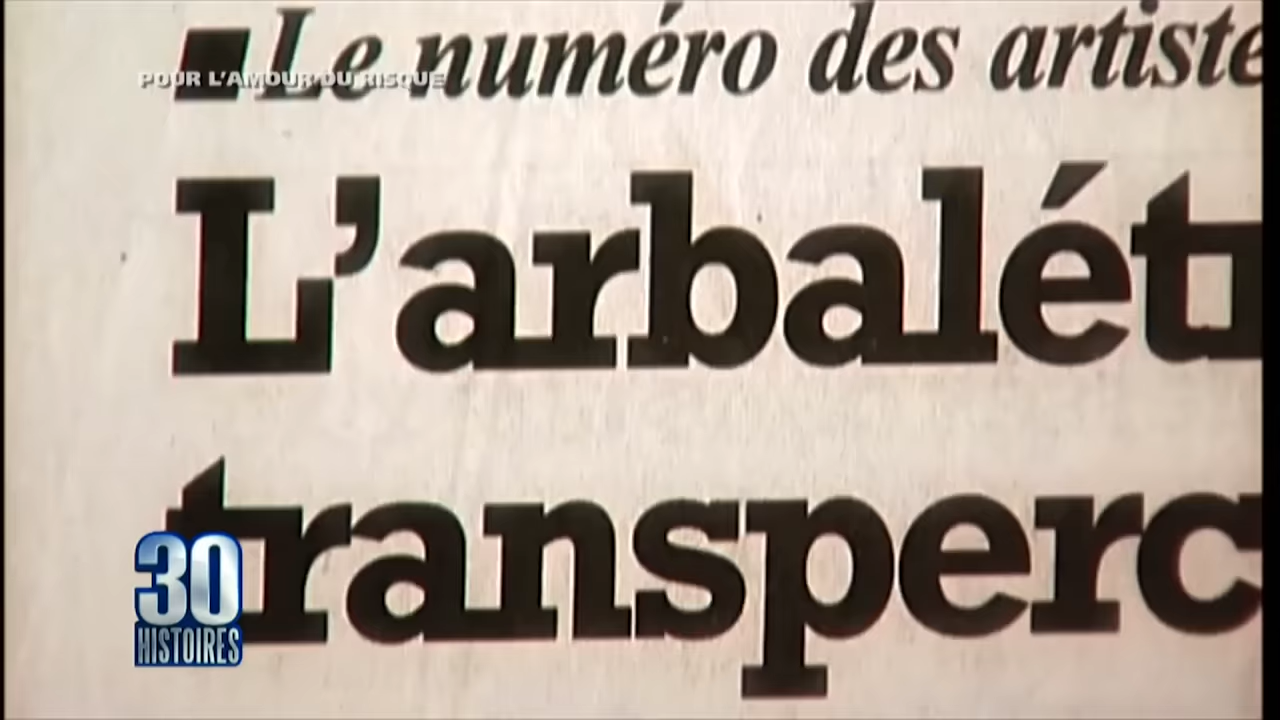 ■Le numéro des artiste
POUR L'AMOUR DU RISQUE
L'arbalét
transperc
30
HISTOIRES